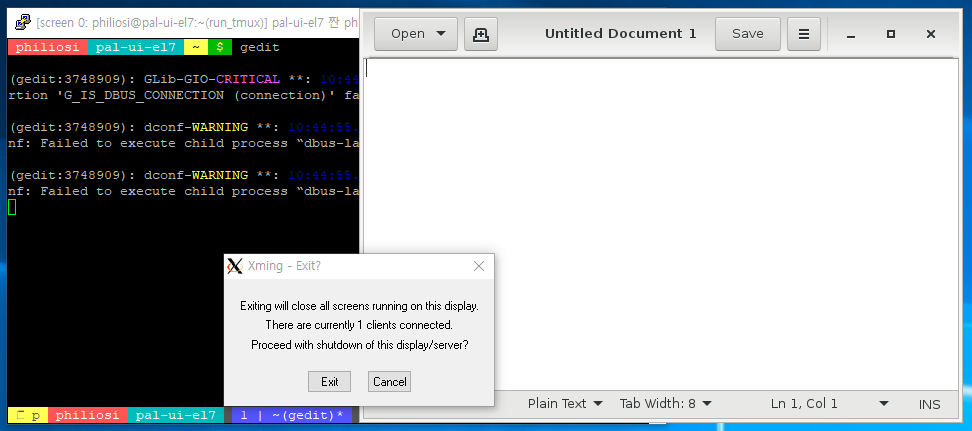 [screen 0: philiosi@pal-ui-el7:~(run_tmux)] pal-ui-el7 짠 ph
philiosi pal-ui-el7 ~ $ gedit
(gedit:3748909): GLib-GIO-CRITICAL **: 10:44
rtion 'G_IS_DBUS_CONNECTION (connection)' fa
(gedit:3748909): dconf-WARNING **: 10:44:55.
nf: Failed to execute child process “dbus-la
(gedit:3748909): dconf-WARNING **: 10:44:55.
nf: Failed to execute child process “dbus-la
p philiosi pal-ui-el7 1 | ~(gedit)*
Open
Untitled Document 1
Save
Plain Text
Tab Width: 8
Ln 1, Col 1
INS
Xming - Exit?
Exiting will close all screens running on this display.
There are currently 1 clients connected.
Proceed with shutdown of this display/server?
Exit
Cancel